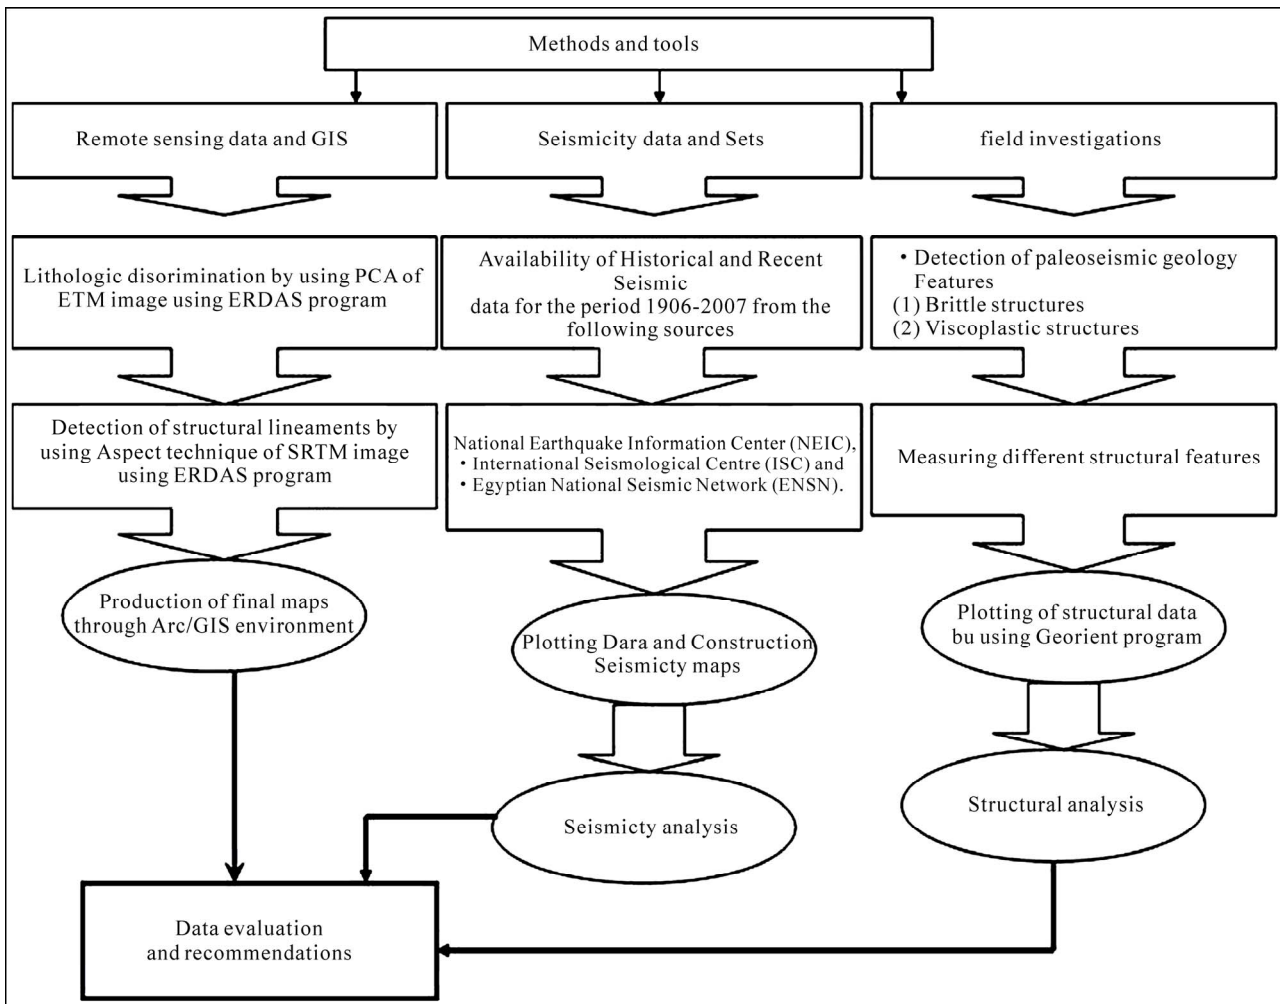 Methods and tools
Remote sensing data and GIS
Seismicity data and Sets
field investigations
Lithologic disorimination by using PCA of
ETM image using ERDAS program
Availability of Historical and Recent
Seismic
data for the period 1906-2007 from the
following sources
• Detection of paleoseismic geology
Features
(1) Brittle structures
(2) Viscoplastic structures
Detection of structural lineaments by
using Aspect technique of SRTM image
using ERDAS program
National Earthquake Information Center (NEIC),
• International Seismological Centre (ISC) and
• Egyptian National Seismic Network (ENSN).
Measuring different structural features
Production of final maps
through Arc/GIS environment
Plotting Dara and Construction
Seismicty maps
Plotting of structural data
bu using Georient program
Seismicty analysis
Structural analysis
Data evaluation
and recommendations